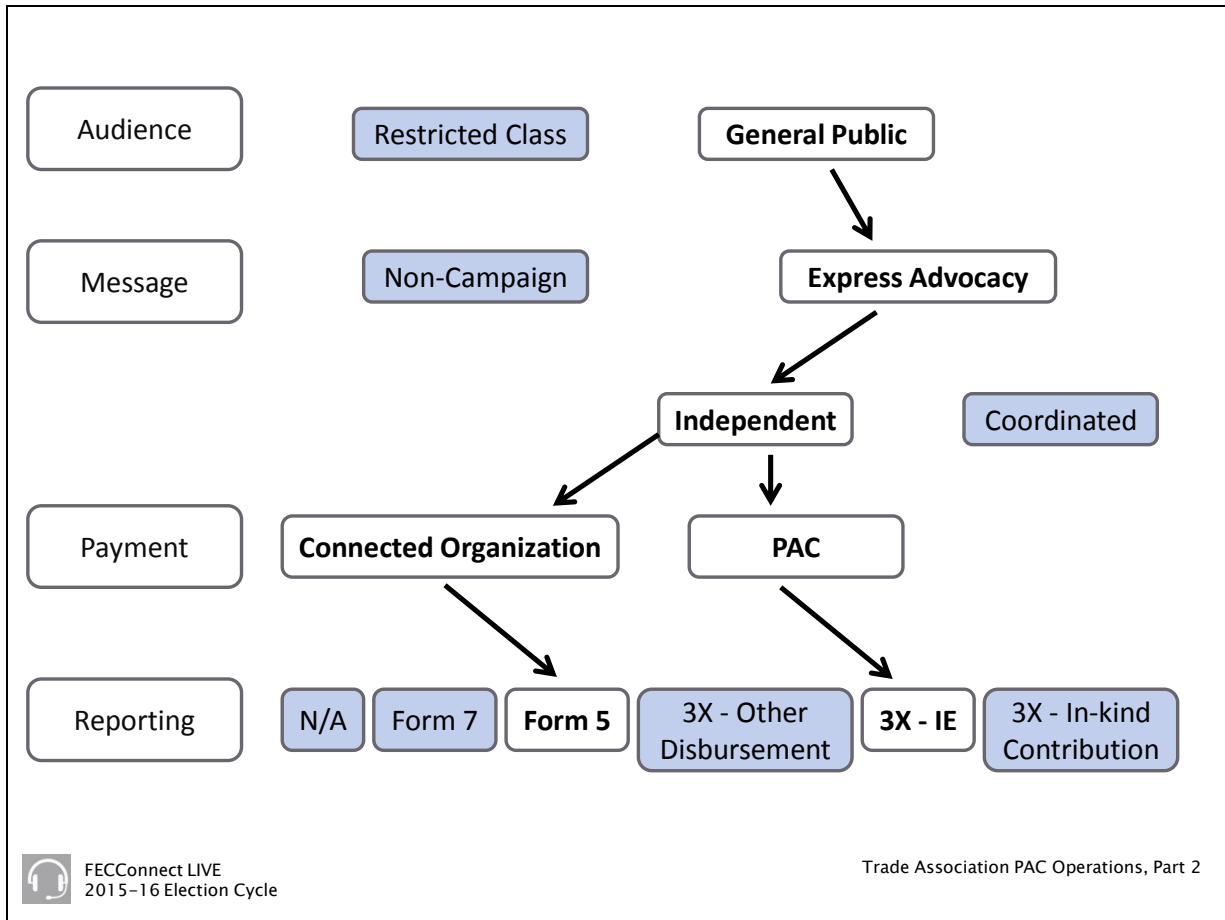 Audience
Restricted Class
General Public
Message
Non-Campaign
Express Advocacy
Independent
Coordinated
Payment
Connected Organization
PAC
Reporting
N/A
Form 7
Form 5
3X - Other
Disbursement
3X - IE
3X - In-kind
Contribution
FECConnect LIVE
2015-16 Election Cycle
Trade Association PAC Operations, Part 2